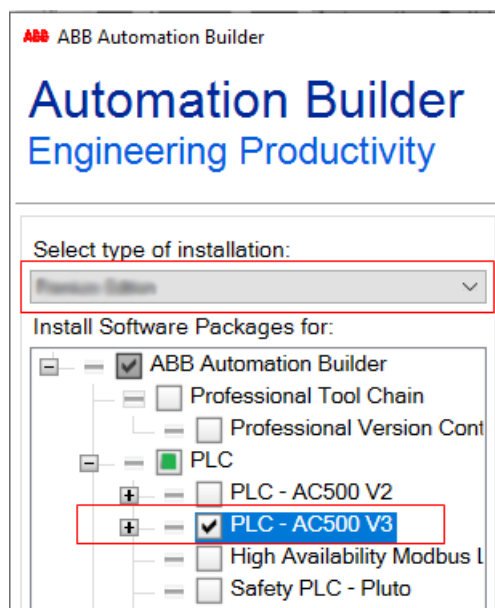 ABB ABB Automation Builder
Automation Builder
Engineering Productivity
Select type of installation:
Install Software Packages for:
ABB Automation Builder
Professional Tool Chain
Professional Version Cont
PLC
PLC - AC500 V2
PLC - AC500 V3
High Availability Modbus L
Safety PLC - Pluto